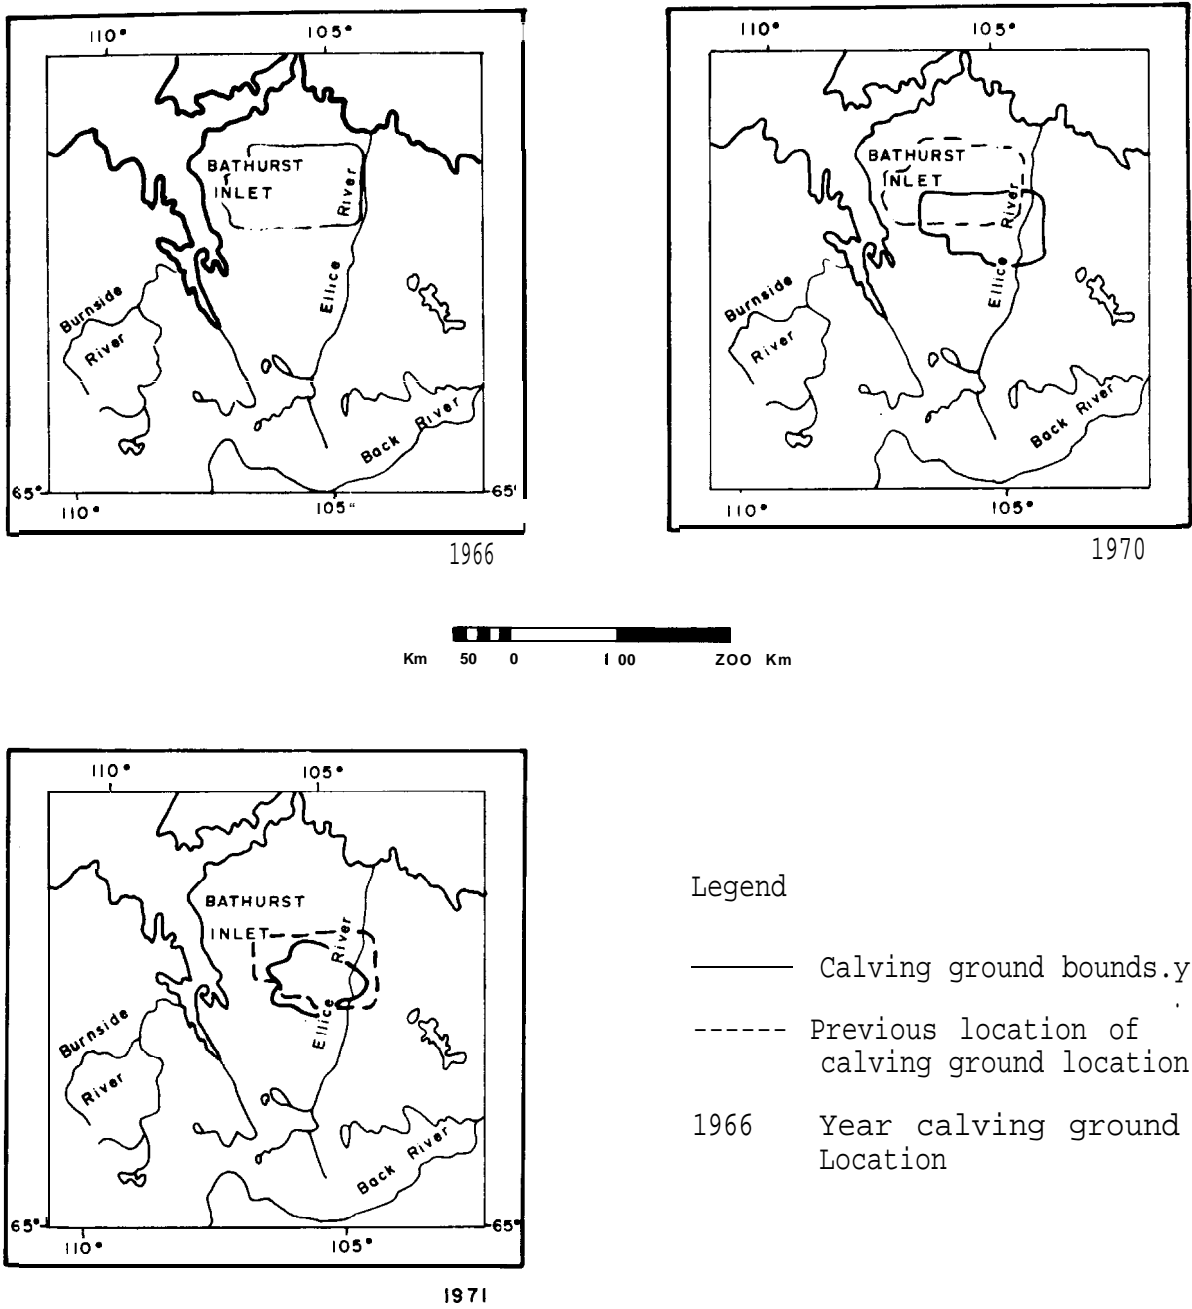 110° 105°
BATHURST
INLET
River
Ellice
Burnside
River
Back River
65° 65'
110° 105"
1966
110° 105°
BATHURST
INLET
River
Ellice
Burnside
River
Back River
110° 105°
1970
Km 50 0 100 ZOO Km
110° 105°
BATHURST
INLET
River
Ellice
Burnside
River
Back River
65° 65°
110° 105°
1971
Legend
Calving ground bounds.y
Previous location of
calving ground location
1966 Year calving ground
Location